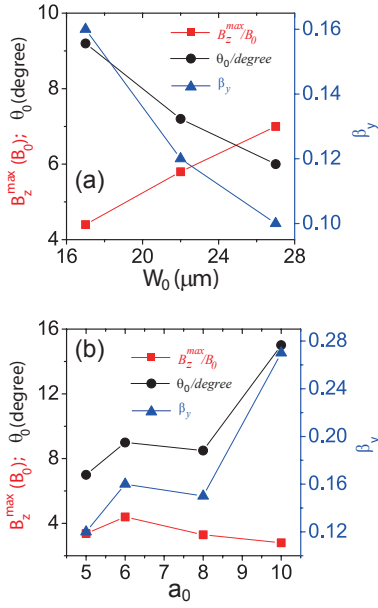 B_z^max (B_0); θ_0 (degree)
10
8
6
4
B_z^max/B_0
θ_0/degree
β_y
(a)
0.16
0.12
0.10
β_y
16
20
24
28
W_0 (μm)
B_z^max (B_0); θ_0 (degree)
16
12
8
4
(b)
B_z^max/B_0
θ_0/degree
β_y
0.28
0.24
0.20
0.16
0.12
β_y
5
6
7
8
9
10
a_0